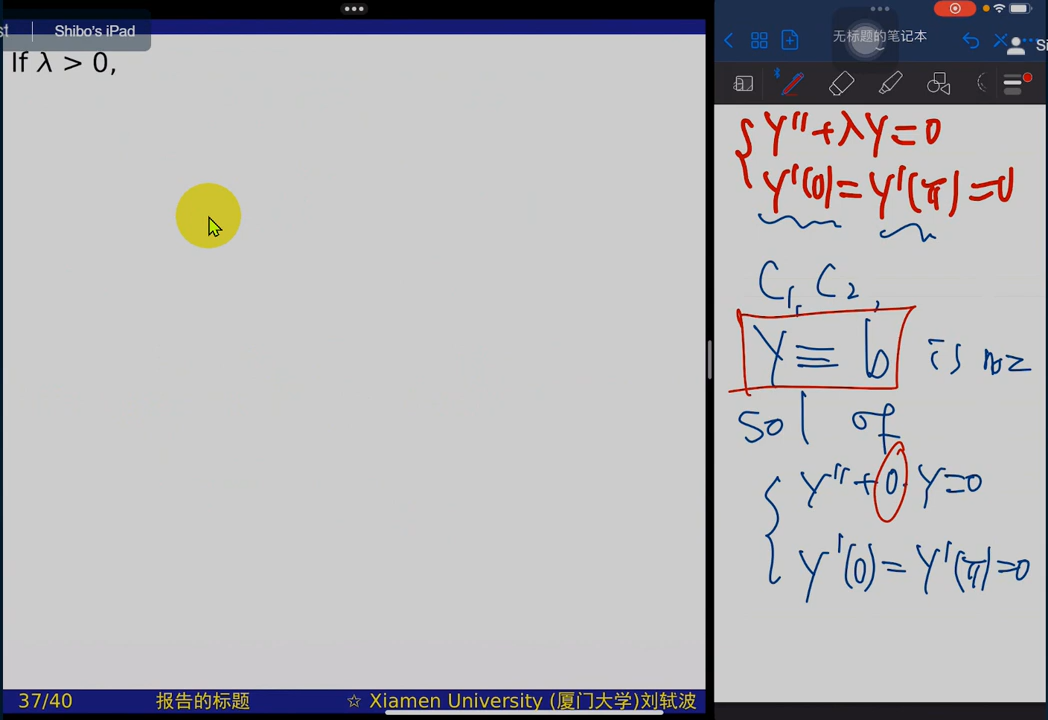 Shibo's iPad
无标题的笔记本
If λ > 0,
Y'' + λY = 0
Y'(0) = Y'(π) = 0
C₁, C₂,
Y ≡ b is nz
sol of
Y'' + 0·Y = 0
Y'(0) = Y'(π) = 0
37/40 报告的标题 ☆ Xiamen University (厦门大学)刘轼波